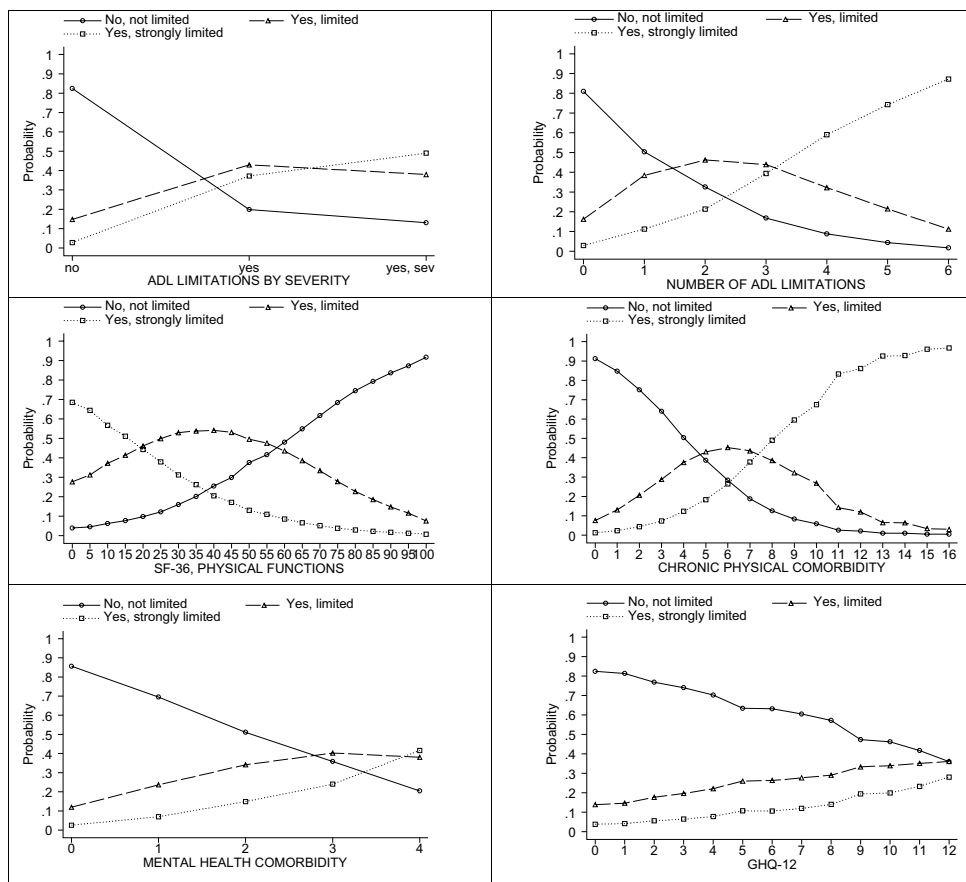 No, not limited Yes, limited
Yes, strongly limited
1
.9
.8
.7
.6
.5
.4
.3
.2
.1
0
Probability
no yes yes, sev
ADL LIMITATIONS BY SEVERITY
No, not limited Yes, limited
Yes, strongly limited
1
.9
.8
.7
.6
.5
.4
.3
.2
.1
0
Probability
0 1 2 3 4 5 6
NUMBER OF ADL LIMITATIONS
No, not limited Yes, limited
Yes, strongly limited
1
.9
.8
.7
.6
.5
.4
.3
.2
.1
0
Probability
0 5 10 15 20 25 30 35 40 45 50 55 60 65 70 75 80 85 90 95 100
SF-36, PHYSICAL FUNCTIONS
No, not limited Yes, limited
Yes, strongly limited
1
.9
.8
.7
.6
.5
.4
.3
.2
.1
0
Probability
0 1 2 3 4 5 6 7 8 9 10 11 12 13 14 15 16
CHRONIC PHYSICAL COMORBIDITY
No, not limited Yes, limited
Yes, strongly limited
1
.9
.8
.7
.6
.5
.4
.3
.2
.1
0
Probability
0 1 2 3 4
MENTAL HEALTH COMORBIDITY
No, not limited Yes, limited
Yes, strongly limited
1
.9
.8
.7
.6
.5
.4
.3
.2
.1
0
Probability
0 1 2 3 4 5 6 7 8 9 10 11 12
GHQ-12